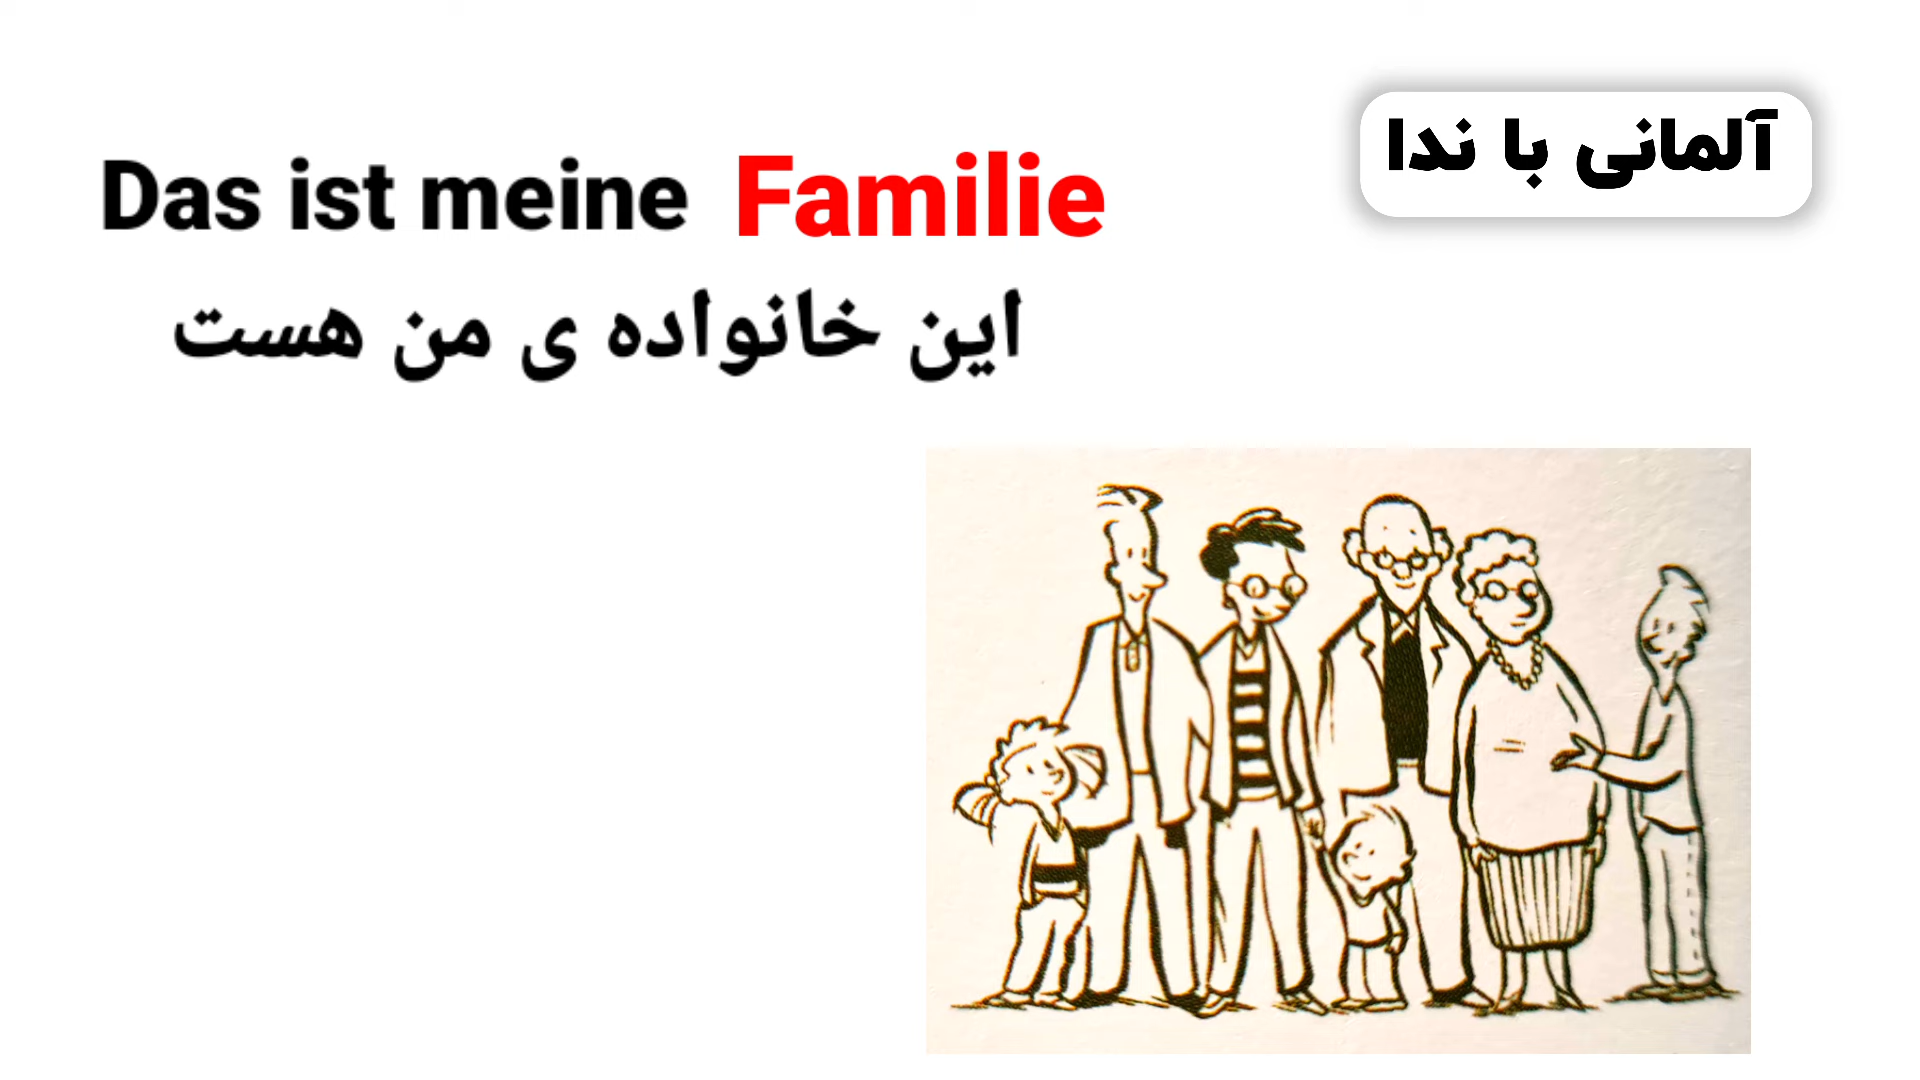 آلمانی با ندا
Das ist meine Familie
این خانواده ی من هست